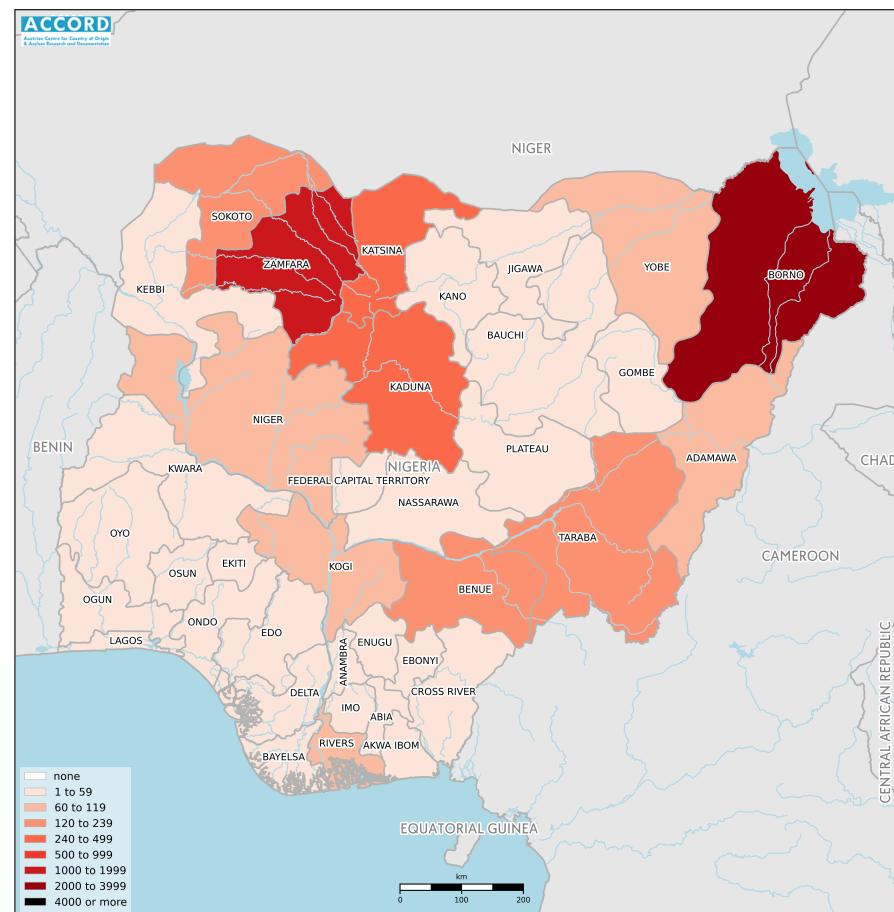 ACCORD
Austrian Centre for Country of Origin
& Asylum Research and Documentation
NIGER
SOKOTO
ZAMFARA
KATSINA
KEBBI
JIGAWA
KANO
YOBE
BORNO
BAUCHI
GOMBE
KADUNA
NIGER
BENIN
KWARA
NIGERIA
PLATEAU
FEDERAL CAPITAL TERRITORY
NASSARAWA
ADAMAWA
CHAD
OYO
TARABA
CAMEROON
KOGI
EKITI
OSUN
BENUE
OGUN
ONDO
EDO
LAGOS
ENUGU
ANAMBRA
EBONYI
DELTA
CROSS RIVER
IMO
ABIA
RIVERS
AKWA IBOM
BAYELSA
CENTRAL AFRICAN REPUBLIC
EQUATORIAL GUINEA
none
1 to 59
60 to 119
120 to 239
240 to 499
500 to 999
1000 to 1999
2000 to 3999
4000 or more
km
0 100 200